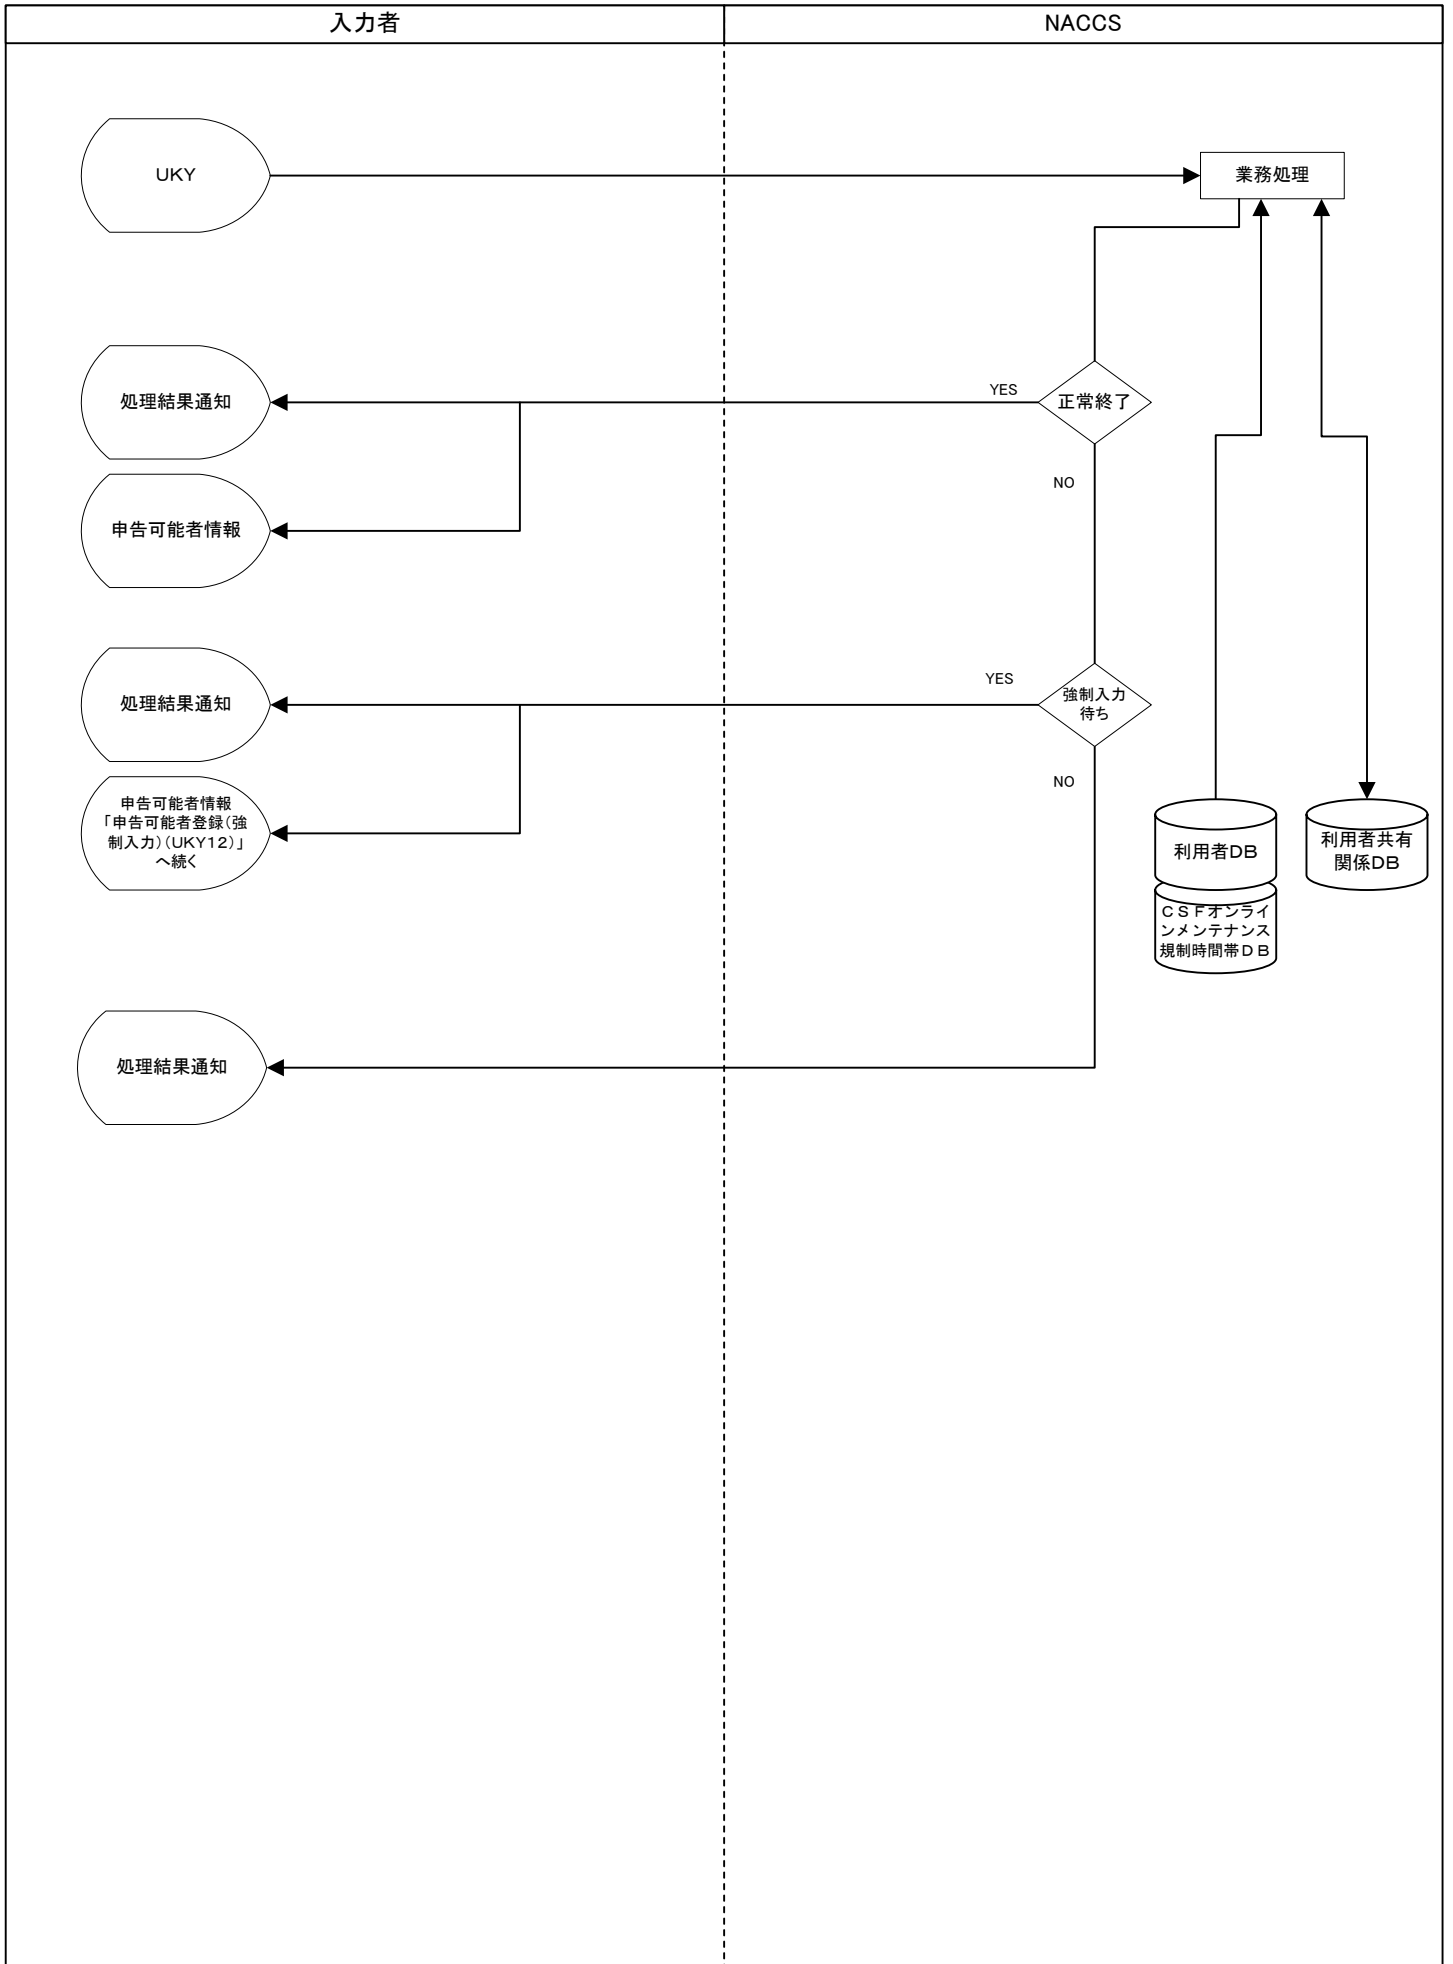 入力者
NACCS
UKY
業務処理
処理結果通知
YES
正常終了
NO
申告可能者情報
処理結果通知
YES
強制入力
待ち
NO
申告可能者情報
「申告可能者登録（強
制入力）（UKY12）」
へ続く
利用者DB
利用者共有
関係DB
ＣＳＦオンライ
ンメンテナンス
規制時間帯ＤＢ
処理結果通知